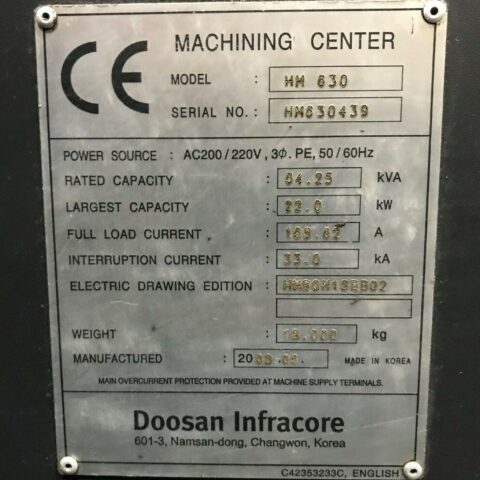 CE MACHINING CENTER
MODEL : HM 630
SERIAL NO. : HM630439
POWER SOURCE : AC200 / 220V, 3Φ. PE, 50 / 60Hz
RATED CAPACITY : 64.25 kVA
LARGEST CAPACITY : 22.0 kW
FULL LOAD CURRENT : A
INTERRUPTION CURRENT : 33.0 kA
ELECTRIC DRAWING EDITION :
WEIGHT : kg
MANUFACTURED : MADE IN KOREA
MAIN OVERCURRENT PROTECTION PROVIDED AT MACHINE SUPPLY TERMINALS.
Doosan Infracore
601-3, Namsan-dong, Changwon, Korea
C42353233C, ENGLISH